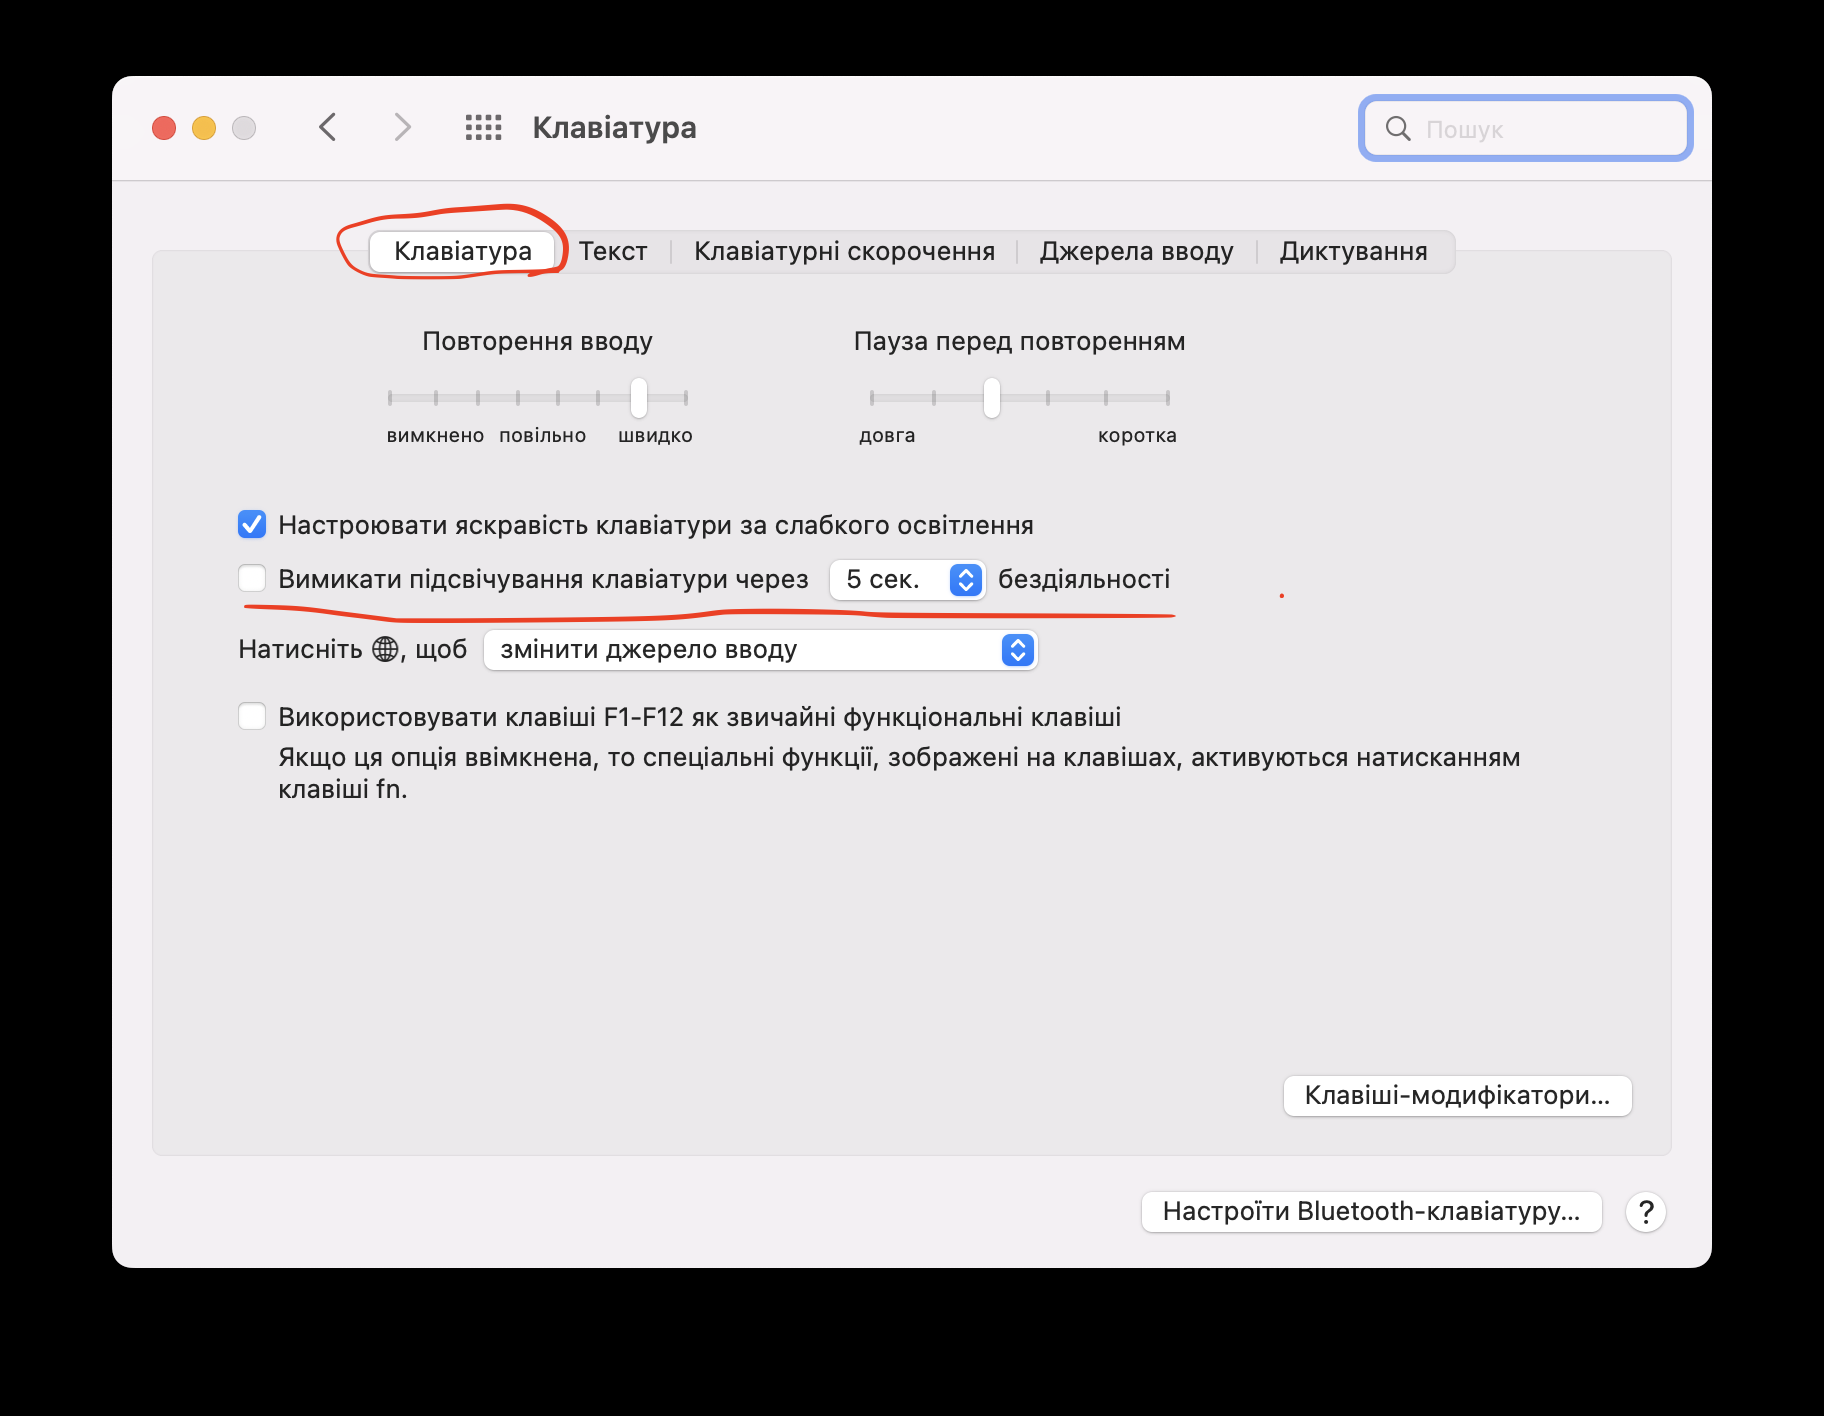 Клавіатура
Пошук
Клавіатура Текст Клавіатурні скорочення Джерела вводу Диктування
Повторення вводу Пауза перед повторенням
вимкнено повільно швидко довга коротка
Настроювати яскравість клавіатури за слабкого освітлення
Вимикати підсвічування клавіатури через 5 сек. бездіяльності
Натисніть 🌐, щоб змінити джерело вводу
Використовувати клавіші F1-F12 як звичайні функціональні клавіші
Якщо ця опція ввімкнена, то спеціальні функції, зображені на клавішах, активуються натисканням
клавіші fn.
Клавіші-модифікатори...
Настроїти Bluetooth-клавіатуру... ?